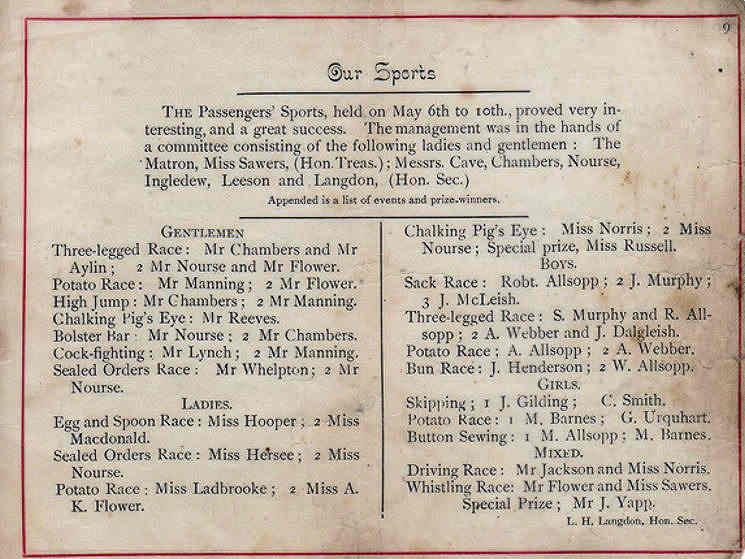 9
Our Sports
THE Passengers' Sports, held on May 6th to 10th., proved very in-
teresting, and a great success. The management was in the hands of
a committee consisting of the following ladies and gentlemen : The
Matron, Miss Sawers, (Hon. Treas.) ; Messrs. Cave, Chambers, Nourse,
Ingledew, Leeson and Langdon, (Hon. Sec.)
Appended is a list of events and prize-winners.
GENTLEMEN
Three-legged Race : Mr Chambers and Mr
Aylin ; 2 Mr Nourse and Mr Flower.
Potato Race : Mr Manning ; 2 Mr Flower.
High Jump : Mr Chambers ; 2 Mr Manning.
Chalking Pig's Eye : Mr Reeves.
Bolster Bar : Mr Nourse ; 2 Mr Chambers.
Cock-fighting : Mr Lynch ; 2 Mr Manning.
Sealed Orders Race : Mr Whelpton ; 2 Mr
Nourse.
LADIES.
Egg and Spoon Race : Miss Hooper ; 2 Miss
Macdonald.
Sealed Orders Race : Miss Hersee ; 2 Miss
Nourse.
Potato Race : Miss Ladbrooke ; 2 Miss A.
K. Flower.
Chalking Pig's Eye : Miss Norris ; 2 Miss
Nourse ; Special prize, Miss Russell.
BOYS.
Sack Race : Robt. Allsopp ; 2 J. Murphy ;
3 J. McLeish.
Three-legged Race : S. Murphy and R. All-
sopp ; 2 A. Webber and J. Dalgleish.
Potato Race : A. Allsopp ; 2 A. Webber.
Bun Race : J. Henderson ; 2 W. Allsopp.
GIRLS.
Skipping ; 1 J. Gilding ; C. Smith.
Potato Race : 1 M. Barnes ; G. Urquhart.
Button Sewing : 1 M. Allsopp ; M. Barnes.
MIXED.
Driving Race : Mr Jackson and Miss Norris.
Whistling Race: Mr Flower and Miss Sawers.
Special Prize ; Mr J. Yapp.
L. H. Langdon, Hon. Sec.